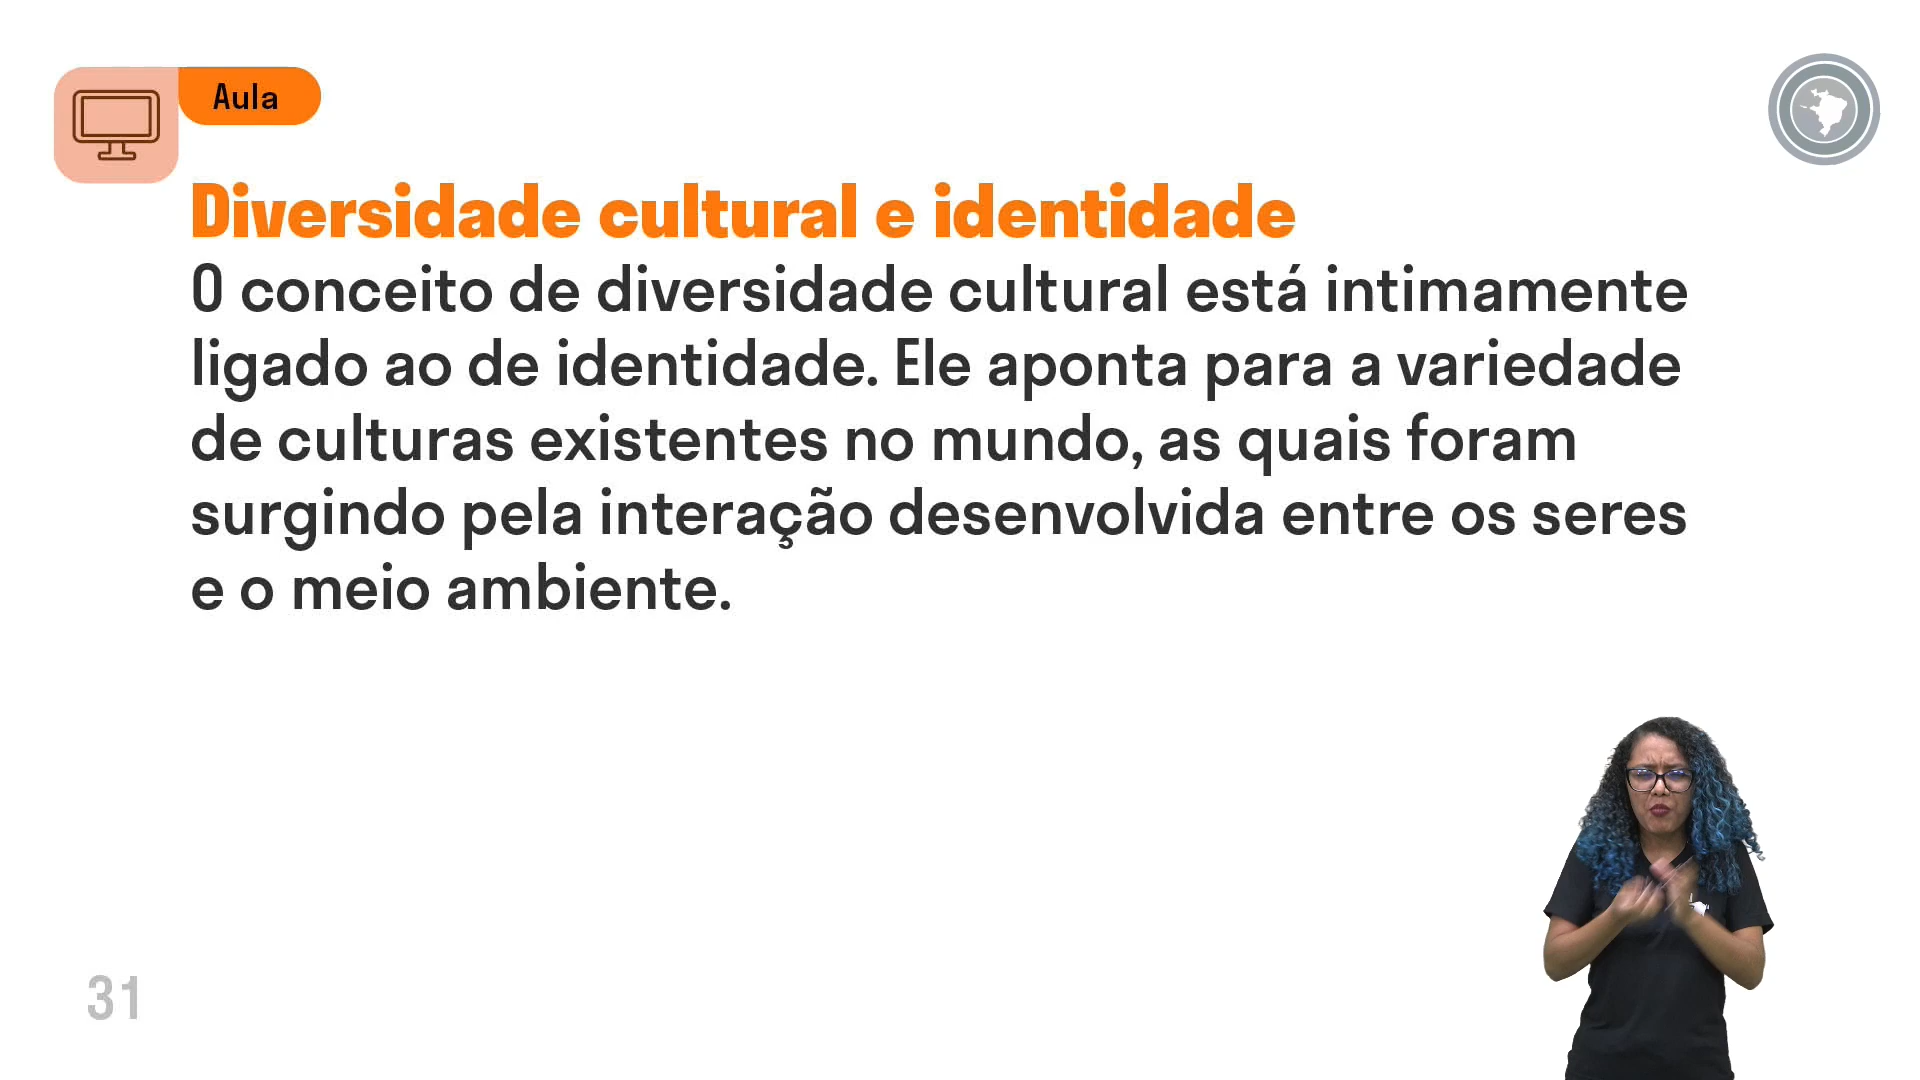 Aula
Diversidade cultural e identidade
O conceito de diversidade cultural está intimamente
ligado ao de identidade. Ele aponta para a variedade
de culturas existentes no mundo, as quais foram
surgindo pela interação desenvolvida entre os seres
e o meio ambiente.
31